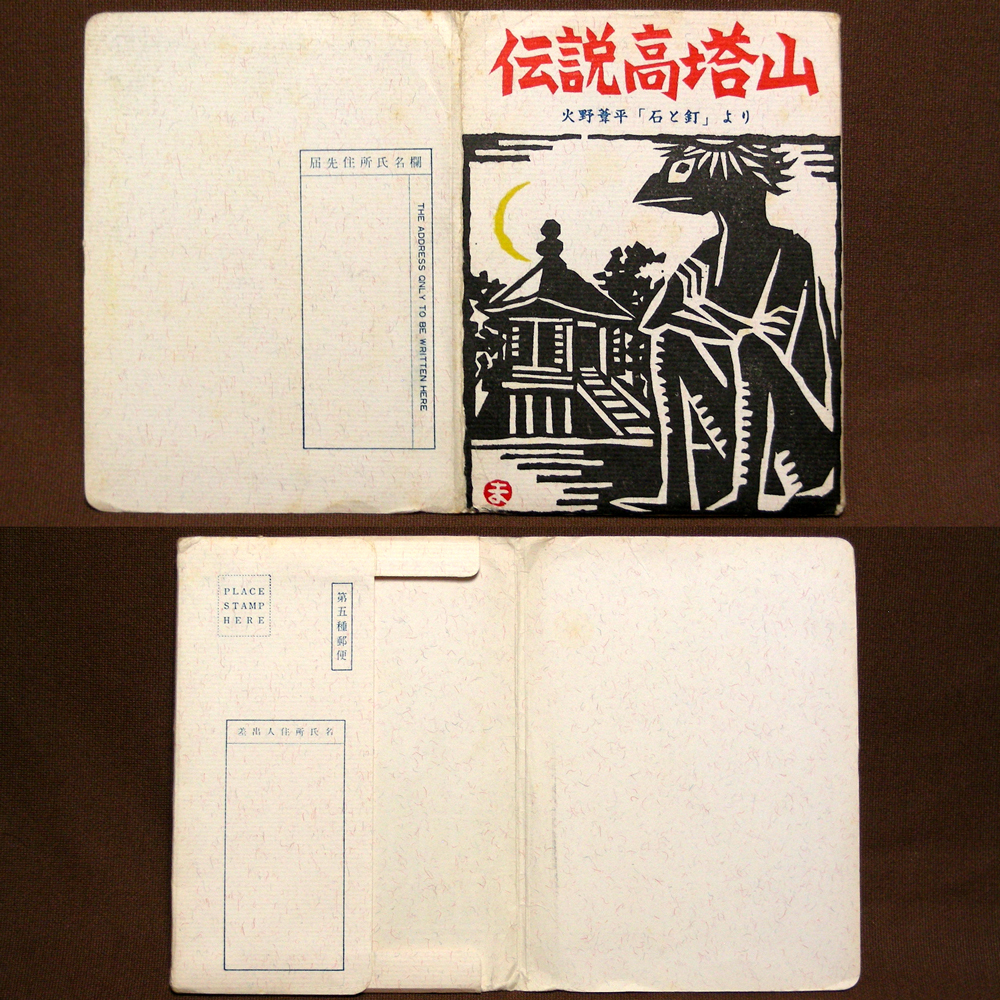 伝説高塔山
火野葦平「石と釘」より
ま
届先住所氏名欄
THE ADDRESS ONLY TO BE WRITTEN HERE
PLACE
STAMP
HERE
第五種郵便
差出人住所氏名